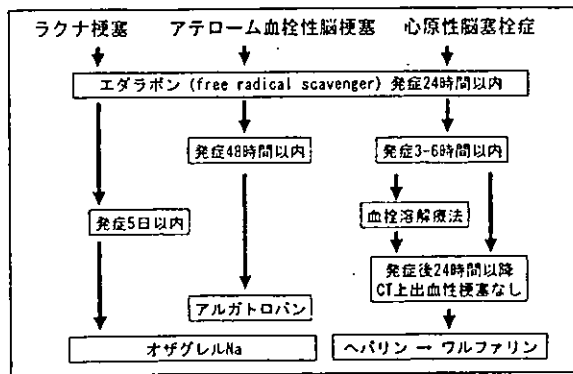 ラクナ梗塞 アテローム血栓性脳梗塞 心原性脳塞栓症
エダラボン (free radical scavenger) 発症24時間以内
発症48時間以内 発症3-6時間以内
発症5日以内 血栓溶解療法
発症後24時間以降
CT上出血性梗塞なし
アルガトロバン
オザグレルNa ヘパリン → ワルファリン